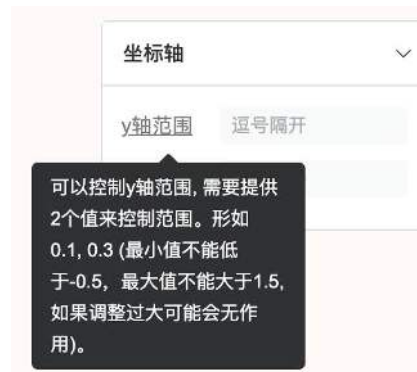 坐标轴
y轴范围 逗号隔开
可以控制y轴范围, 需要提供
2个值来控制范围。形如
0.1, 0.3 (最小值不能低
于-0.5，最大值不能大于1.5,
如果调整过大可能会无作
用)。